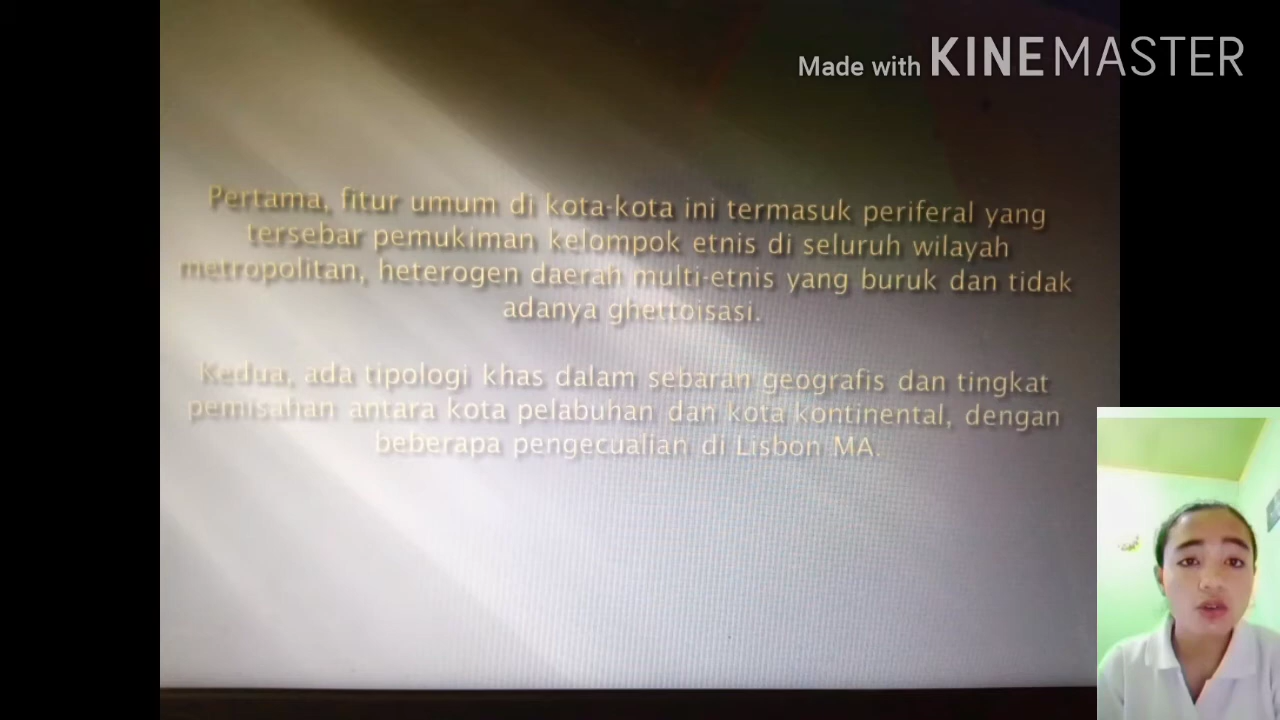 Made with KINEMASTER
Pertama, fitur umum di kota-kota ini termasuk periferal yang
tersebar pemukiman kelompok etnis di seluruh wilayah
metropolitan, heterogen daerah multi-etnis yang buruk dan tidak
adanya ghettoisasi.
Kedua, ada tipologi khas dalam sebaran geografis dan tingkat
pemisahan antara kota pelabuhan dan kota kontinental, dengan
beberapa pengecualian di Lisbon MA.